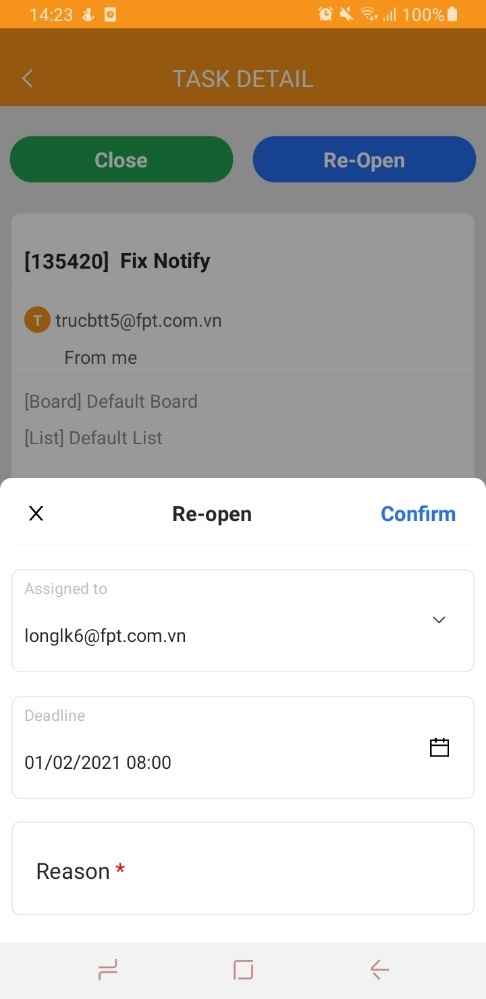 14:23 100%
TASK DETAIL
Close Re-Open
[135420] Fix Notify
T trucbtt5@fpt.com.vn
From me
[Board] Default Board
[List] Default List
Re-open Confirm
Assigned to
longlk6@fpt.com.vn
Deadline
01/02/2021 08:00
Reason *